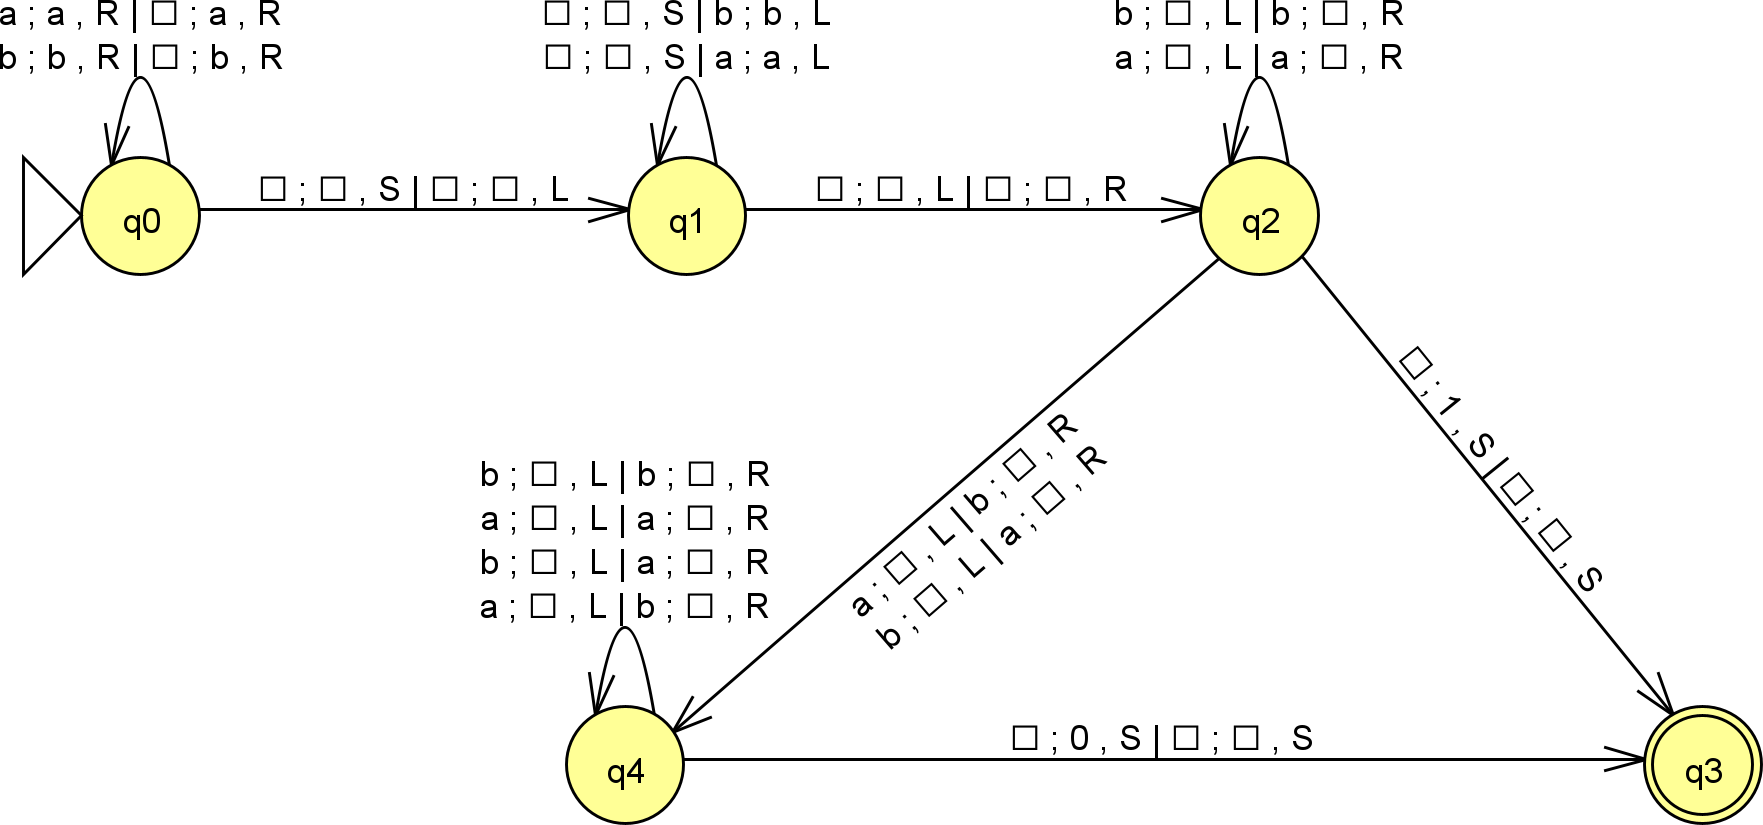 a ; a , R | □ ; a , R
b ; b , R | □ ; b , R
□ ; □ , S | b ; b , L
□ ; □ , S | a ; a , L
b ; □ , L | b ; □ , R
a ; □ , L | a ; □ , R
q0
□ ; □ , S | □ ; □ , L
q1
□ ; □ , L | □ ; □ , R
q2
□ ; 1 , S | □ ; □ , S
a ; □ , L | b ; □ , R
b ; □ , L | a ; □ , R
b ; □ , L | b ; □ , R
a ; □ , L | a ; □ , R
b ; □ , L | a ; □ , R
a ; □ , L | b ; □ , R
q4
□ ; 0 , S | □ ; □ , S
q3